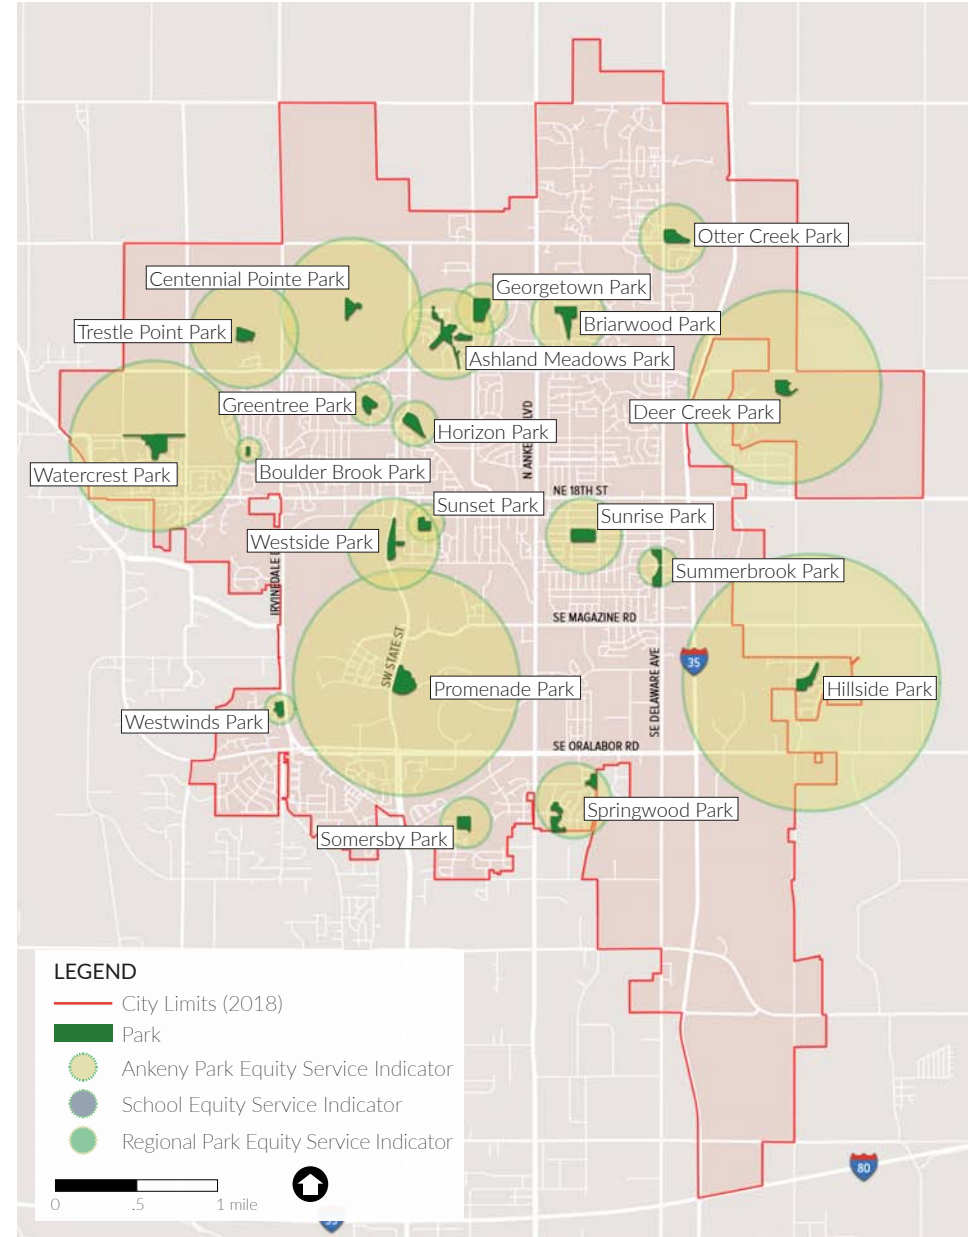 Otter Creek Park
Centennial Pointe Park
Georgetown Park
Trestle Point Park
Briarwood Park
Ashland Meadows Park
Greentree Park
Deer Creek Park
Horizon Park
N ANKE LVD
Watercrest Park
Boulder Brook Park
NE 18TH ST
Sunset Park
Sunrise Park
Westside Park
Summerbrook Park
IRVINEDALE
SE MAGAZINE RD
SW STATE ST
35
SE DELAWARE AVE
Promenade Park
Hillside Park
Westwinds Park
SE ORALABOR RD
Springwood Park
Somersby Park
LEGEND
City Limits (2018)
Park
Ankeny Park Equity Service Indicator
School Equity Service Indicator
Regional Park Equity Service Indicator
80
0 .5 1 mile